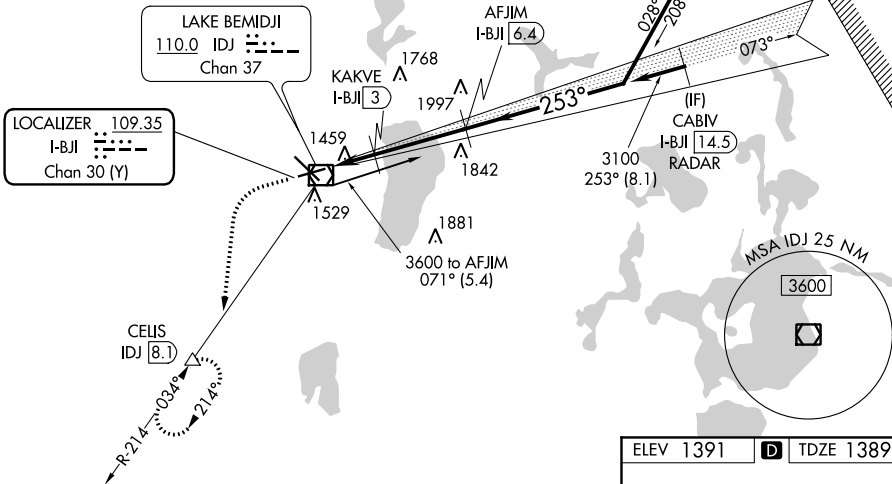 LAKE BEMIDJI
110.0 IDJ
Chan 37
AFJIM
I-BJI 6.4
028°
208°
073°
KAKVE
I-BJI 3
1768
1997
253°
(IF)
CABIV
I-BJI 14.5
RADAR
LOCALIZER 109.35
I-BJI
Chan 30 (Y)
1459
1842
3100
253° (8.1)
1529
1881
3600 to AFJIM
071° (5.4)
MSA IDJ 25 NM
3600
CELIS
IDJ 8.1
034°
214°
R-214
ELEV 1391 D TDZE 1389